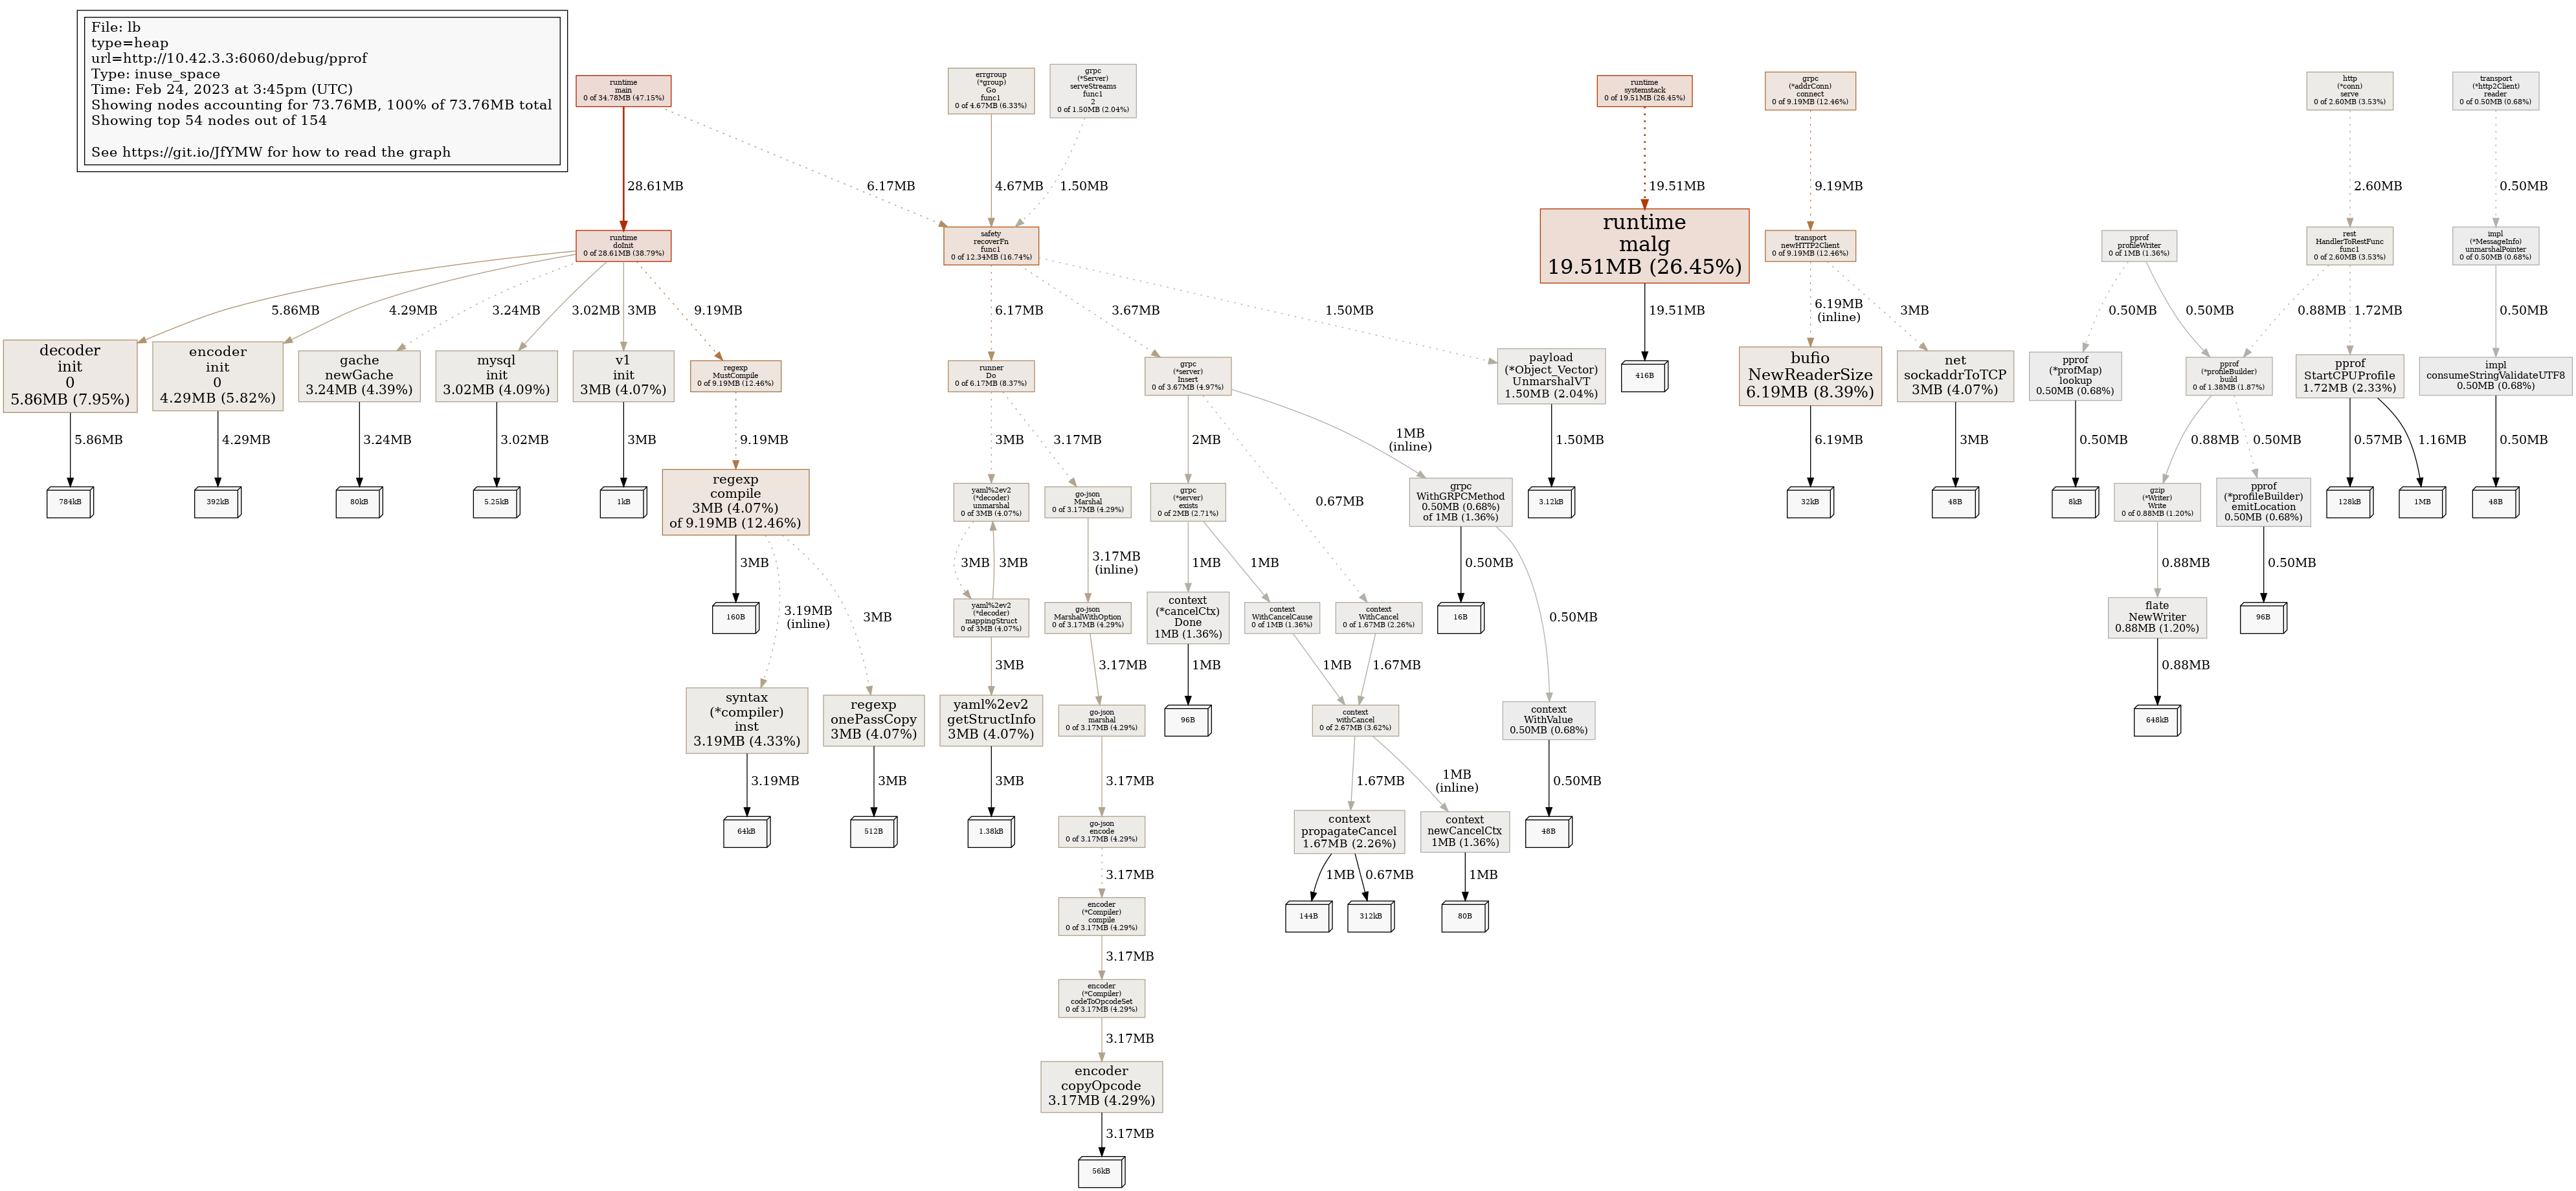 File: lb
type=heap
url=http://10.42.3.3:6060/debug/pprof
Type: inuse_space
Time: Feb 24, 2023 at 3:45pm (UTC)
Showing nodes accounting for 73.76MB, 100% of 73.76MB total
Showing top 54 nodes out of 154
See https://git.io/JfYMW for how to read the graph
runtime
main
0 of 34.78MB (47.15%)
errgroup
(*group)
Go
func1
0 of 4.67MB (6.33%)
grpc
(*Server)
serveStreams
func1
2
0 of 1.50MB (2.04%)
runtime
systemstack
0 of 19.51MB (26.45%)
grpc
(*addrConn)
connect
0 of 9.19MB (12.46%)
http
(*conn)
serve
0 of 2.60MB (3.53%)
transport
(*http2Client)
reader
0 of 0.50MB (0.68%)
28.61MB
6.17MB
4.67MB
1.50MB
19.51MB
9.19MB
2.60MB
0.50MB
runtime
doInit
0 of 28.61MB (38.79%)
safety
recoverFn
func1
0 of 12.34MB (16.74%)
runtime
malg
19.51MB (26.45%)
transport
newHTTP2Client
0 of 9.19MB (12.46%)
pprof
profileWriter
0 of 1MB (1.36%)
rest
HandlerToRestFunc
func1
0 of 2.60MB (3.53%)
impl
(*MessageInfo)
unmarshalPointer
0 of 0.50MB (0.68%)
5.86MB
4.29MB
3.24MB
3.02MB
3MB
9.19MB
6.17MB
3.67MB
1.50MB
19.51MB
6.19MB
(inline)
3MB
0.50MB
0.50MB
0.88MB
1.72MB
0.50MB
decoder
init
0
5.86MB (7.95%)
encoder
init
0
4.29MB (5.82%)
gache
newGache
3.24MB (4.39%)
mysql
init
3.02MB (4.09%)
v1
init
3MB (4.07%)
regexp
MustCompile
0 of 9.19MB (12.46%)
runner
Do
0 of 6.17MB (8.37%)
grpc
(*server)
Insert
0 of 3.67MB (4.97%)
payload
(*Object_Vector)
UnmarshalVT
1.50MB (2.04%)
416B
bufio
NewReaderSize
6.19MB (8.39%)
net
sockaddrToTCP
3MB (4.07%)
pprof
(*profMap)
lookup
0.50MB (0.68%)
pprof
(*profileBuilder)
build
0 of 1.38MB (1.87%)
pprof
StartCPUProfile
1.72MB (2.33%)
impl
consumeStringValidateUTF8
0.50MB (0.68%)
5.86MB
4.29MB
3.24MB
3.02MB
3MB
9.19MB
3MB
3.17MB
2MB
0.67MB
1MB
(inline)
1.50MB
6.19MB
3MB
0.50MB
0.88MB
0.50MB
0.57MB
1.16MB
0.50MB
784kB
392kB
80kB
5.25kB
1kB
regexp
compile
3MB (4.07%)
of 9.19MB (12.46%)
yaml%2ev2
(*decoder)
unmarshal
0 of 3MB (4.07%)
go-json
Marshal
0 of 3.17MB (4.29%)
grpc
(*server)
exists
0 of 2MB (2.71%)
grpc
WithGRPCMethod
0.50MB (0.68%)
of 1MB (1.36%)
3.12kB
32kB
48B
8kB
gzip
(*Writer)
Write
0 of 0.88MB (1.20%)
pprof
(*profileBuilder)
emitLocation
0.50MB (0.68%)
128kB
1MB
48B
3MB
3.19MB
(inline)
3MB
3MB
3MB
3.17MB
(inline)
1MB
1MB
0.50MB
0.50MB
0.88MB
0.50MB
160B
yaml%2ev2
(*decoder)
mappingStruct
0 of 3MB (4.07%)
go-json
MarshalWithOption
0 of 3.17MB (4.29%)
context
(*cancelCtx)
Done
1MB (1.36%)
context
WithCancelCause
0 of 1MB (1.36%)
context
WithCancel
0 of 1.67MB (2.26%)
16B
flate
NewWriter
0.88MB (1.20%)
96B
3MB
3.17MB
1MB
1MB
1.67MB
0.88MB
syntax
(*compiler)
inst
3.19MB (4.33%)
regexp
onePassCopy
3MB (4.07%)
yaml%2ev2
getStructInfo
3MB (4.07%)
go-json
marshal
0 of 3.17MB (4.29%)
96B
context
withCancel
0 of 2.67MB (3.62%)
context
WithValue
0.50MB (0.68%)
648kB
3.19MB
3MB
3MB
3.17MB
1.67MB
1MB
(inline)
0.50MB
64kB
512B
1.38kB
go-json
encode
0 of 3.17MB (4.29%)
context
propagateCancel
1.67MB (2.26%)
context
newCancelCtx
1MB (1.36%)
48B
3.17MB
1MB
0.67MB
1MB
encoder
(*Compiler)
compile
0 of 3.17MB (4.29%)
144B
312kB
80B
3.17MB
encoder
(*Compiler)
codeToOpcodeSet
0 of 3.17MB (4.29%)
3.17MB
encoder
copyOpcode
3.17MB (4.29%)
3.17MB
56kB